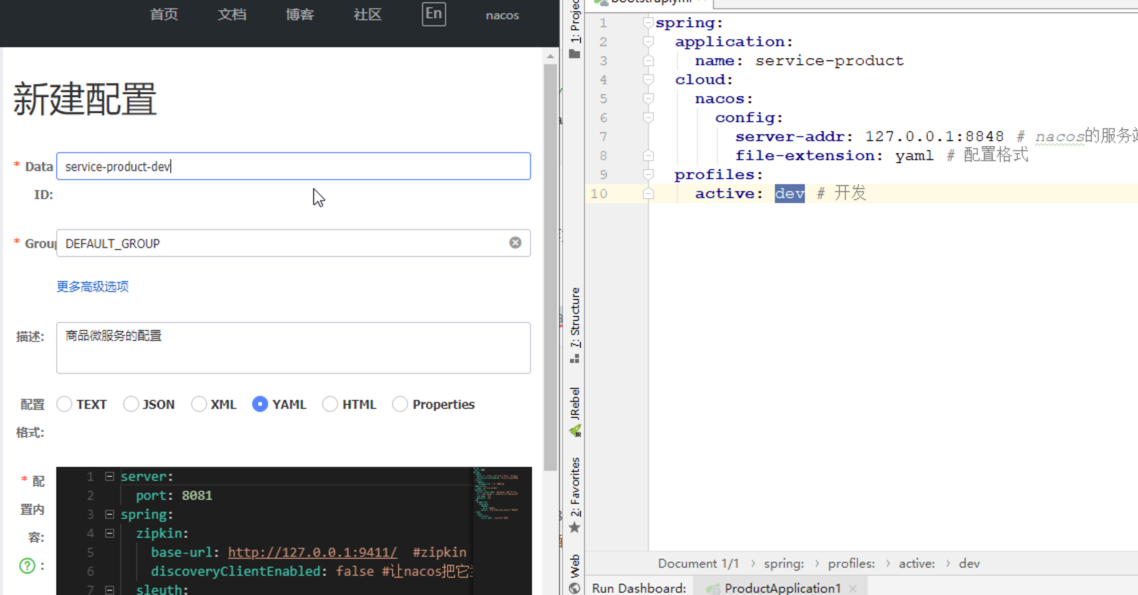 首页 文档 博客 社区 En nacos
新建配置
* Data ID:
service-product-dev
* Group
DEFAULT_GROUP
更多高级选项
描述:
商品微服务的配置
配置格式:
TEXT JSON XML YAML HTML Properties
* 配置内容:
? :
1 server:
2 port: 8081
3 spring:
4 zipkin:
5 base-url: http://127.0.0.1:9411/ #zipkin
6 discoveryClientEnabled: false #让nacos把它
7 sleuth:
1: Project
7: Structure
JRebel
2: Favorites
Web
1 spring:
2 application:
3 name: service-product
4 cloud:
5 nacos:
6 config:
7 server-addr: 127.0.0.1:8848 # nacos的服务
8 file-extension: yaml # 配置格式
9 profiles:
10 active: dev # 开发
Document 1/1 › spring: › profiles: › active: › dev
Run Dashboard: ProductApplication1 ×